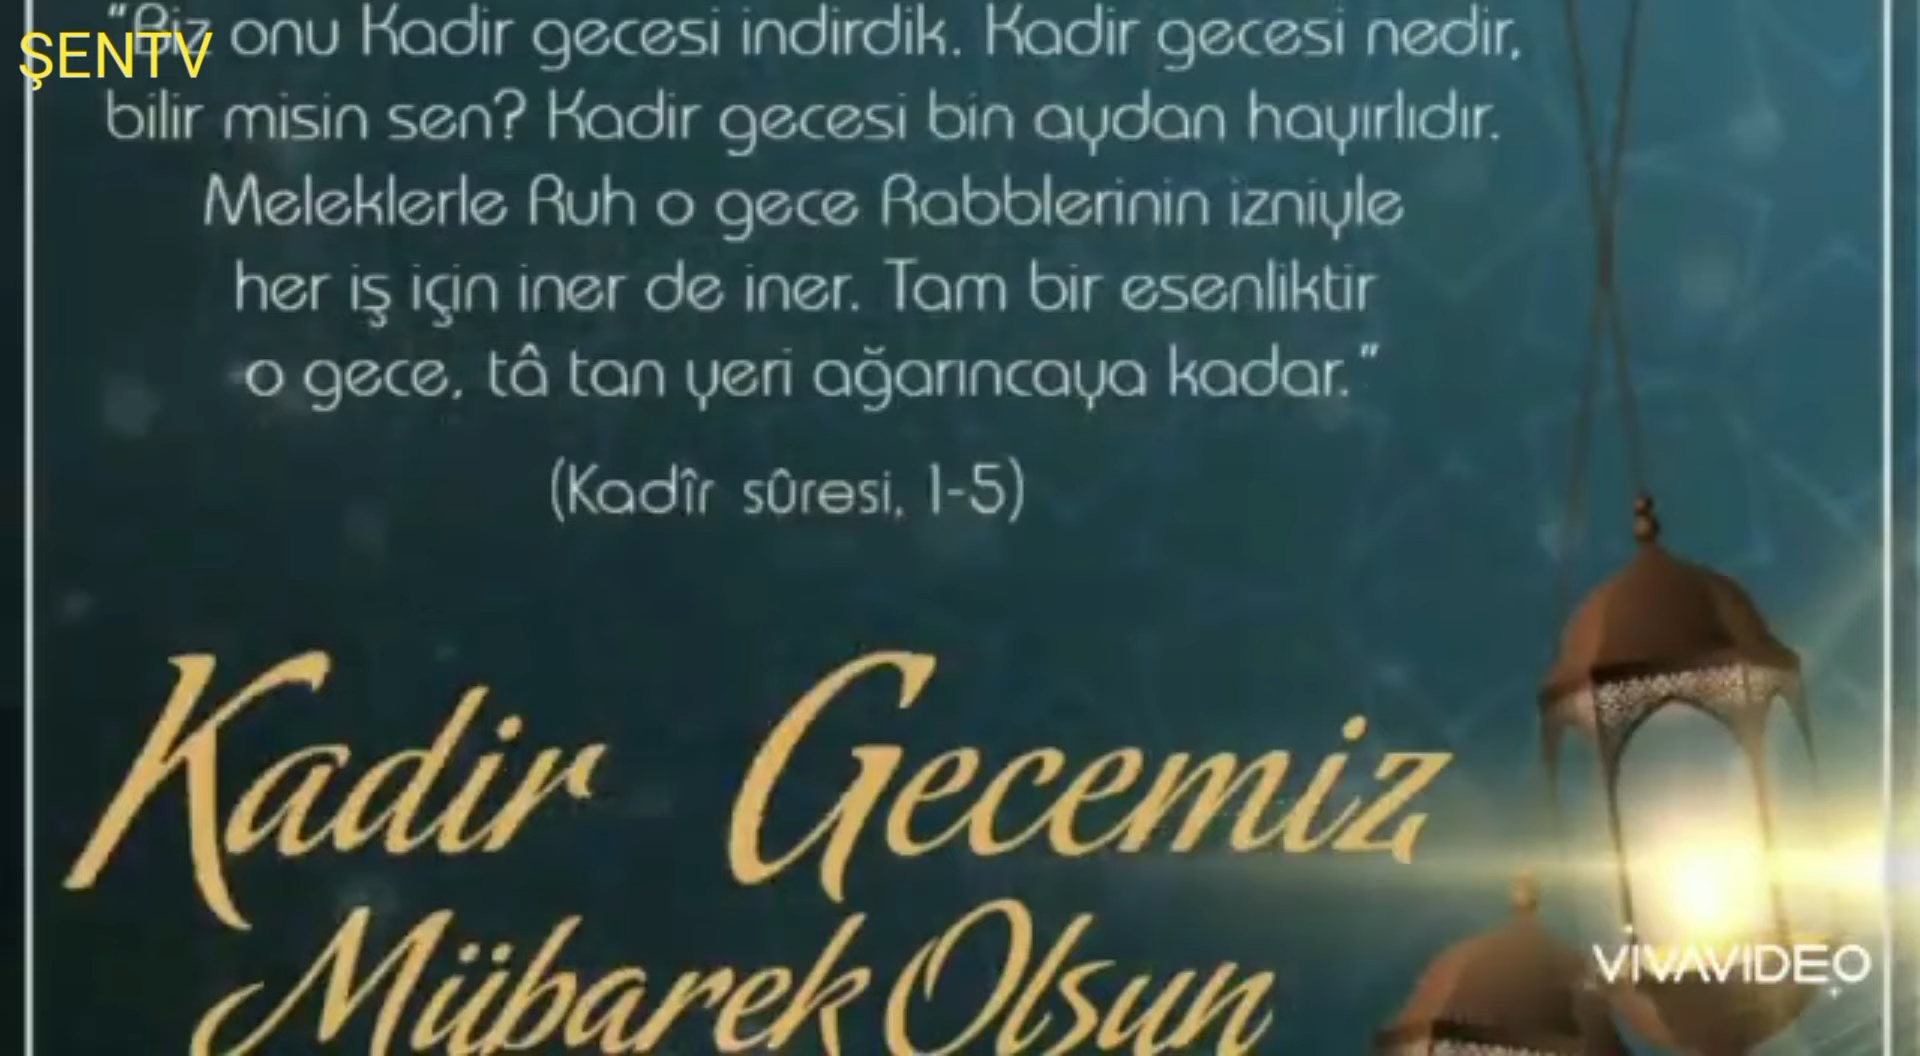 ŞENTV
"Biz onu Kadir gecesi indirdik. Kadir gecesi nedir,
bilir misin sen? Kadir gecesi bin aydan hayırlıdır.
Meleklerle Ruh o gece Rabblerinin izniyle
her iş için iner de iner. Tam bir esenliktir
o gece, tâ tan yeri ağarıncaya kadar."
(Kadîr sûresi, 1-5)
Kadir Gecemiz
Mübarek Olsun
VIVAVIDEO